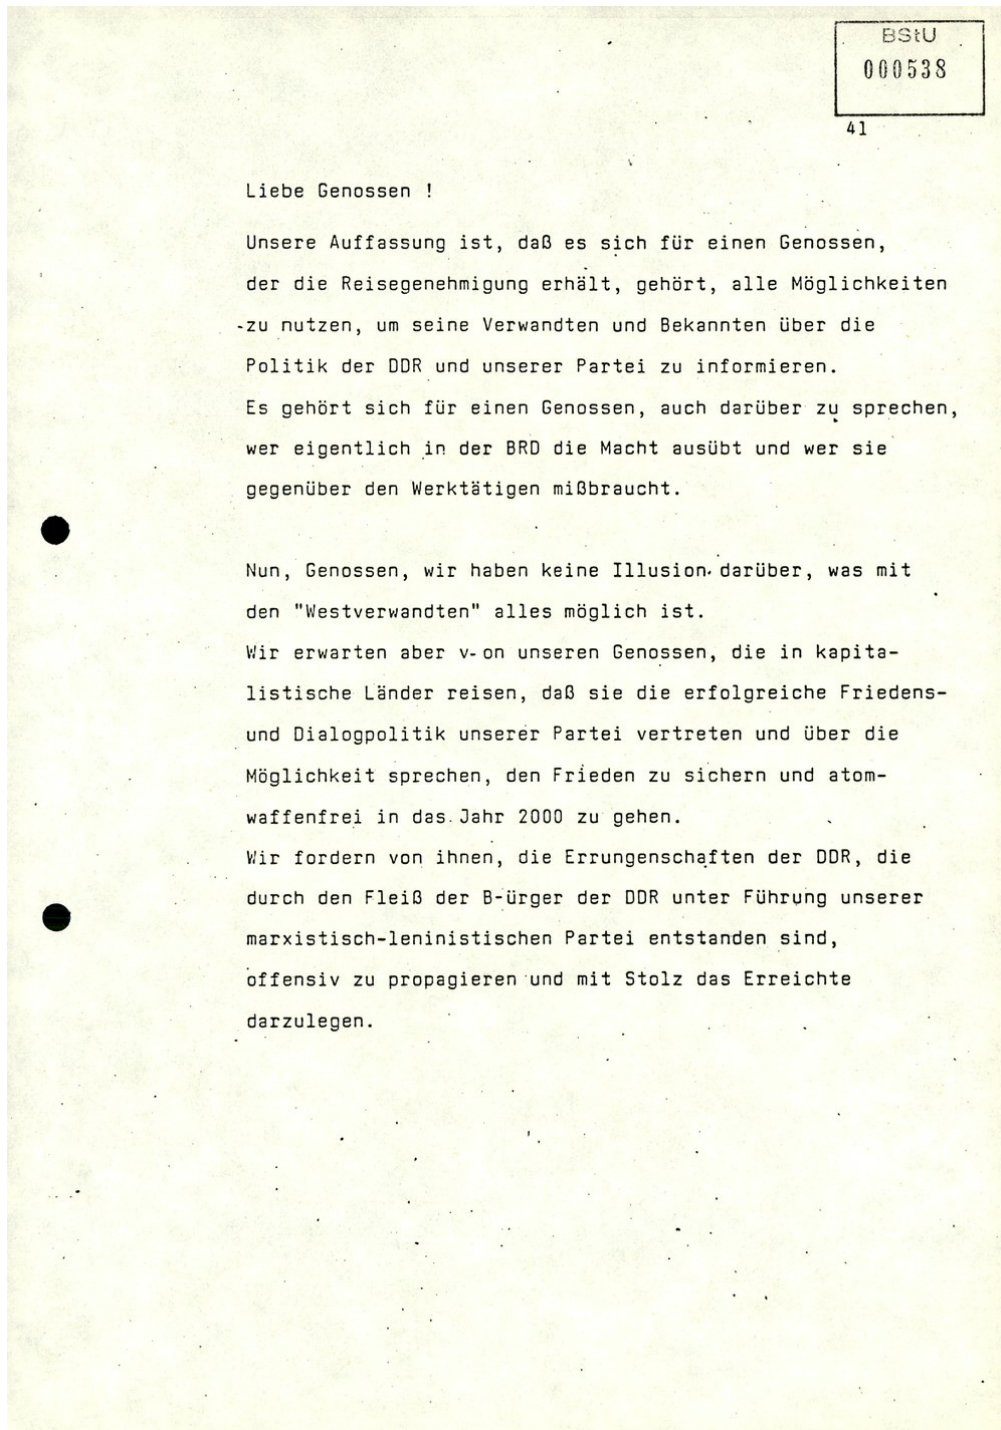 BStU
000538
41
Liebe Genossen !
Unsere Auffassung ist, daß es sich für einen Genossen,
der die Reisegenehmigung erhält, gehört, alle Möglichkeiten
-zu nutzen, um seine Verwandten und Bekannten über die
Politik der DDR und unserer Partei zu informieren.
Es gehört sich für einen Genossen, auch darüber zu sprechen,
wer eigentlich in der BRD die Macht ausübt und wer sie
gegenüber den Werktätigen mißbraucht.
Nun, Genossen, wir haben keine Illusion darüber, was mit
den "Westverwandten" alles möglich ist.
Wir erwarten aber v-on unseren Genossen, die in kapita-
listische Länder reisen, daß sie die erfolgreiche Friedens-
und Dialogpolitik unserer Partei vertreten und über die
Möglichkeit sprechen, den Frieden zu sichern und atom-
waffenfrei in das Jahr 2000 zu gehen.
Wir fordern von ihnen, die Errungenschaften der DDR, die
durch den Fleiß der B-ürger der DDR unter Führung unserer
marxistisch-leninistischen Partei entstanden sind,
offensiv zu propagieren und mit Stolz das Erreichte
darzulegen.